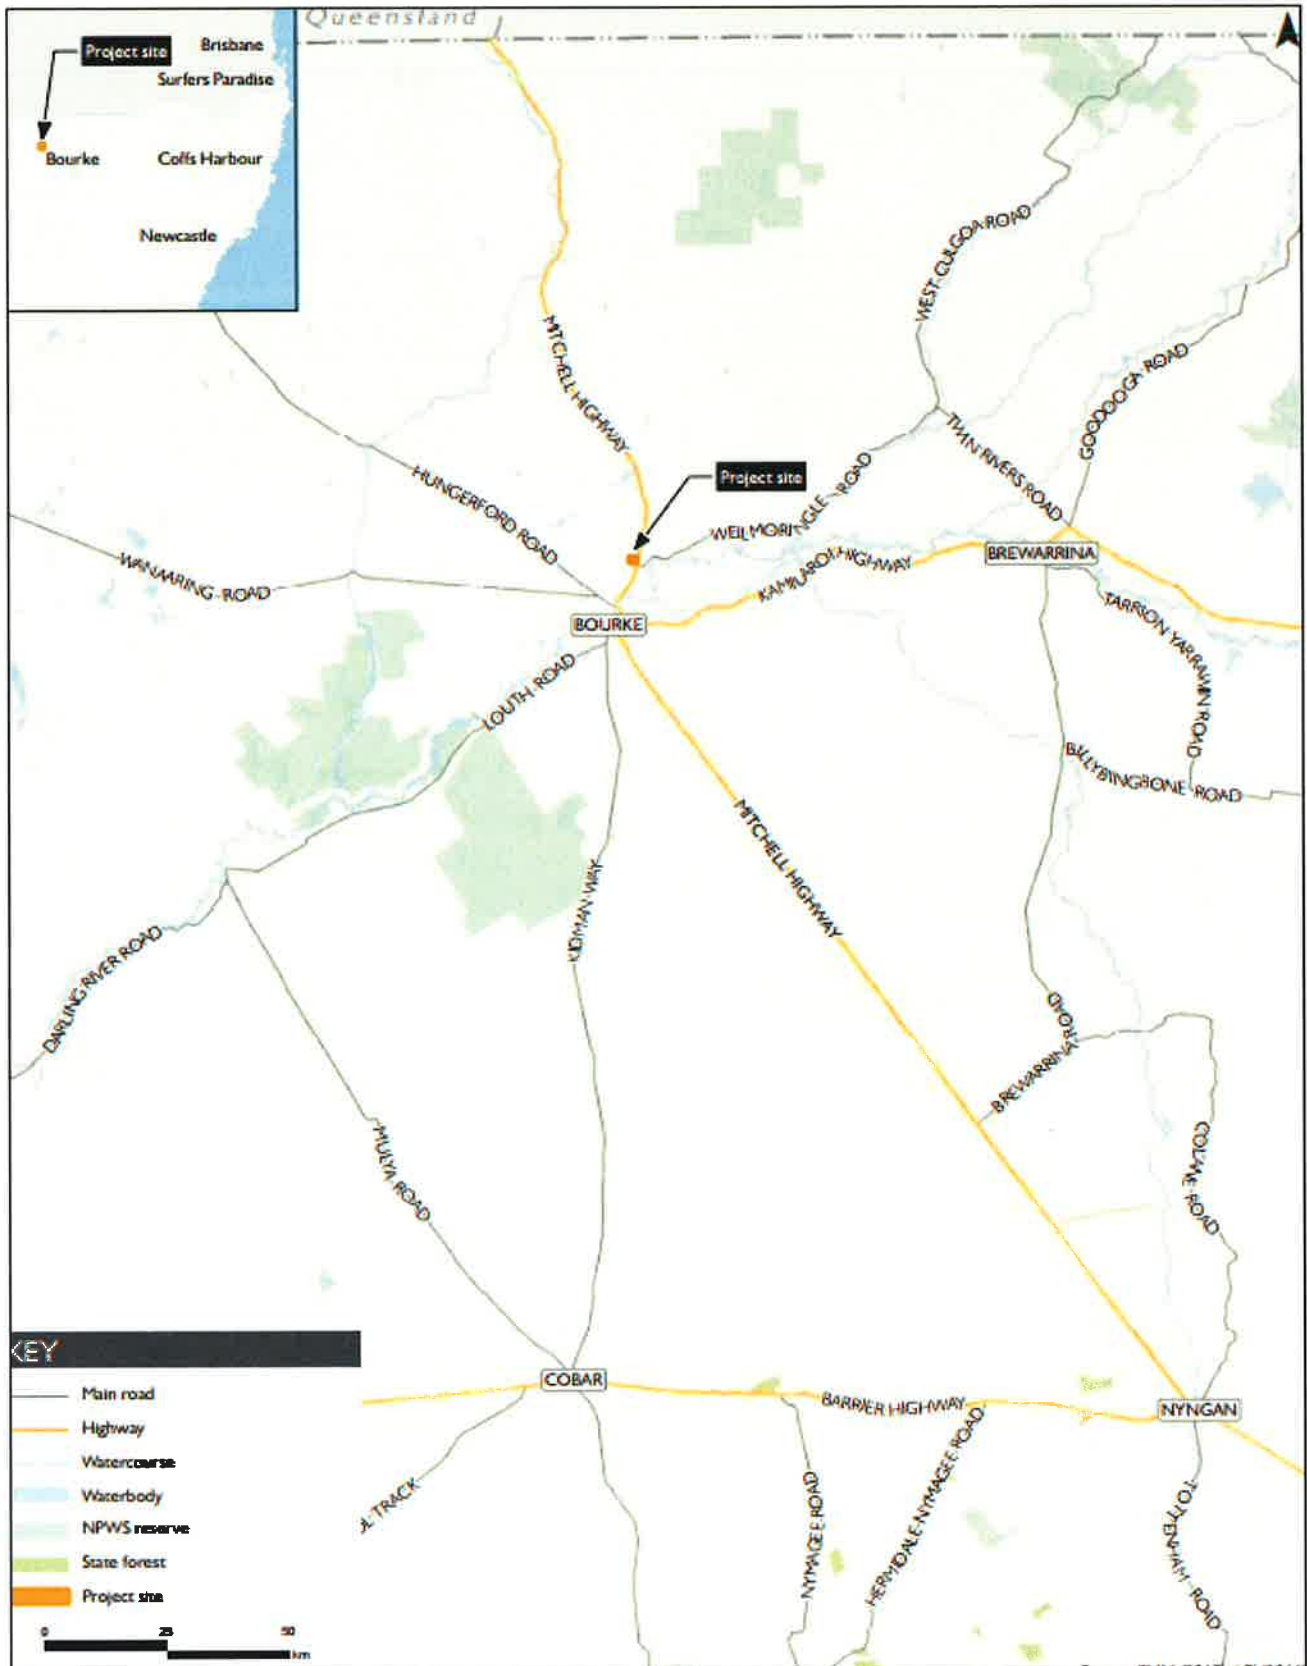 Queensland
Project site
Brisbane
Surfers Paradise
Bourke
Coffs Harbour
Newcastle
WEST CULGOA ROAD
MITCHELL HIGHWAY
GOODOOGA ROAD
TWIN RIVERS ROAD
HUNGERFORD ROAD
Project site
WEILMORINGLE ROAD
WANAARING ROAD
KAMILAROI HIGHWAY
BREWARRINA
BOURKE
TARRION YARRAWIN ROAD
LOUTH ROAD
BILLYBINGBONE ROAD
MITCHELL HIGHWAY
KIDMAN WAY
DARLING RIVER ROAD
BREWARRINA ROAD
MULYA ROAD
COLANE ROAD
KEY
Main road
Highway
Watercourse
Waterbody
NPWS reserve
State forest
Project site
0 25 50
km
COBAR
BARRIER HIGHWAY
NYNGAN
TRACK
NYMAGEE ROAD
HERMIDALE-NYMAGEE ROAD
TOTTENHAM ROAD